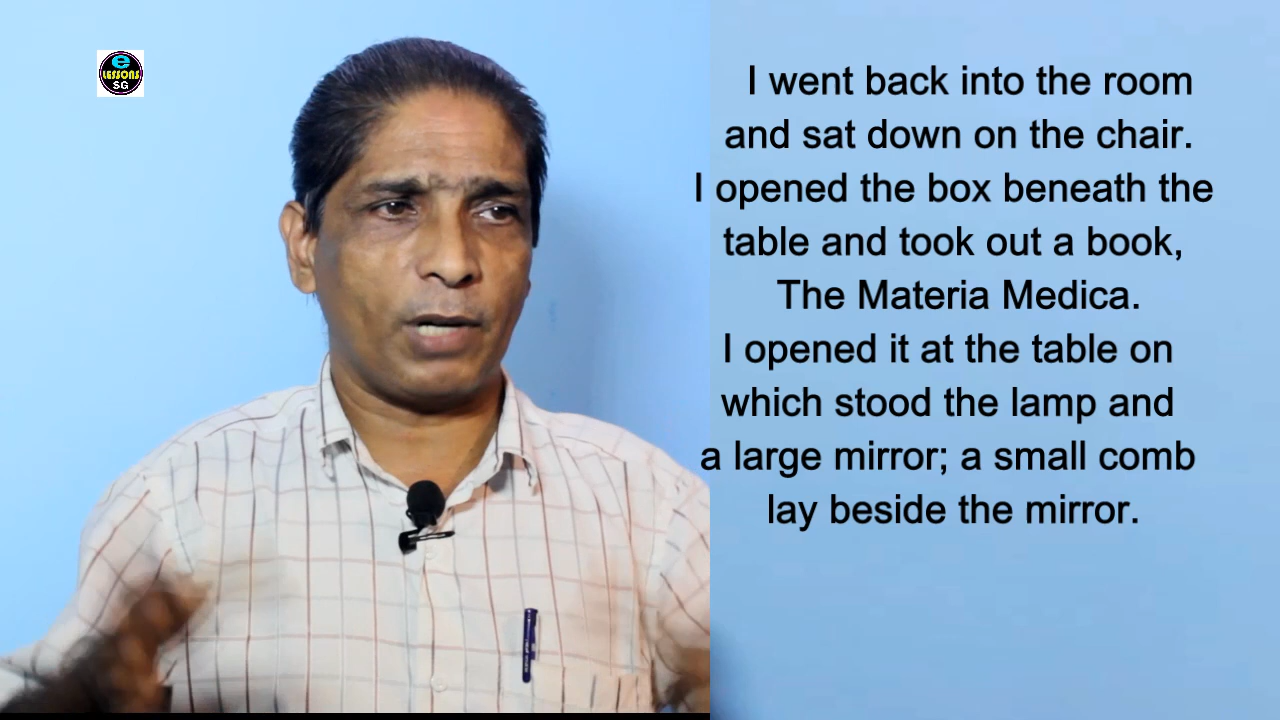 e
LESSONS
SG
I went back into the room
and sat down on the chair.
I opened the box beneath the
table and took out a book,
The Materia Medica.
I opened it at the table on
which stood the lamp and
a large mirror; a small comb
lay beside the mirror.